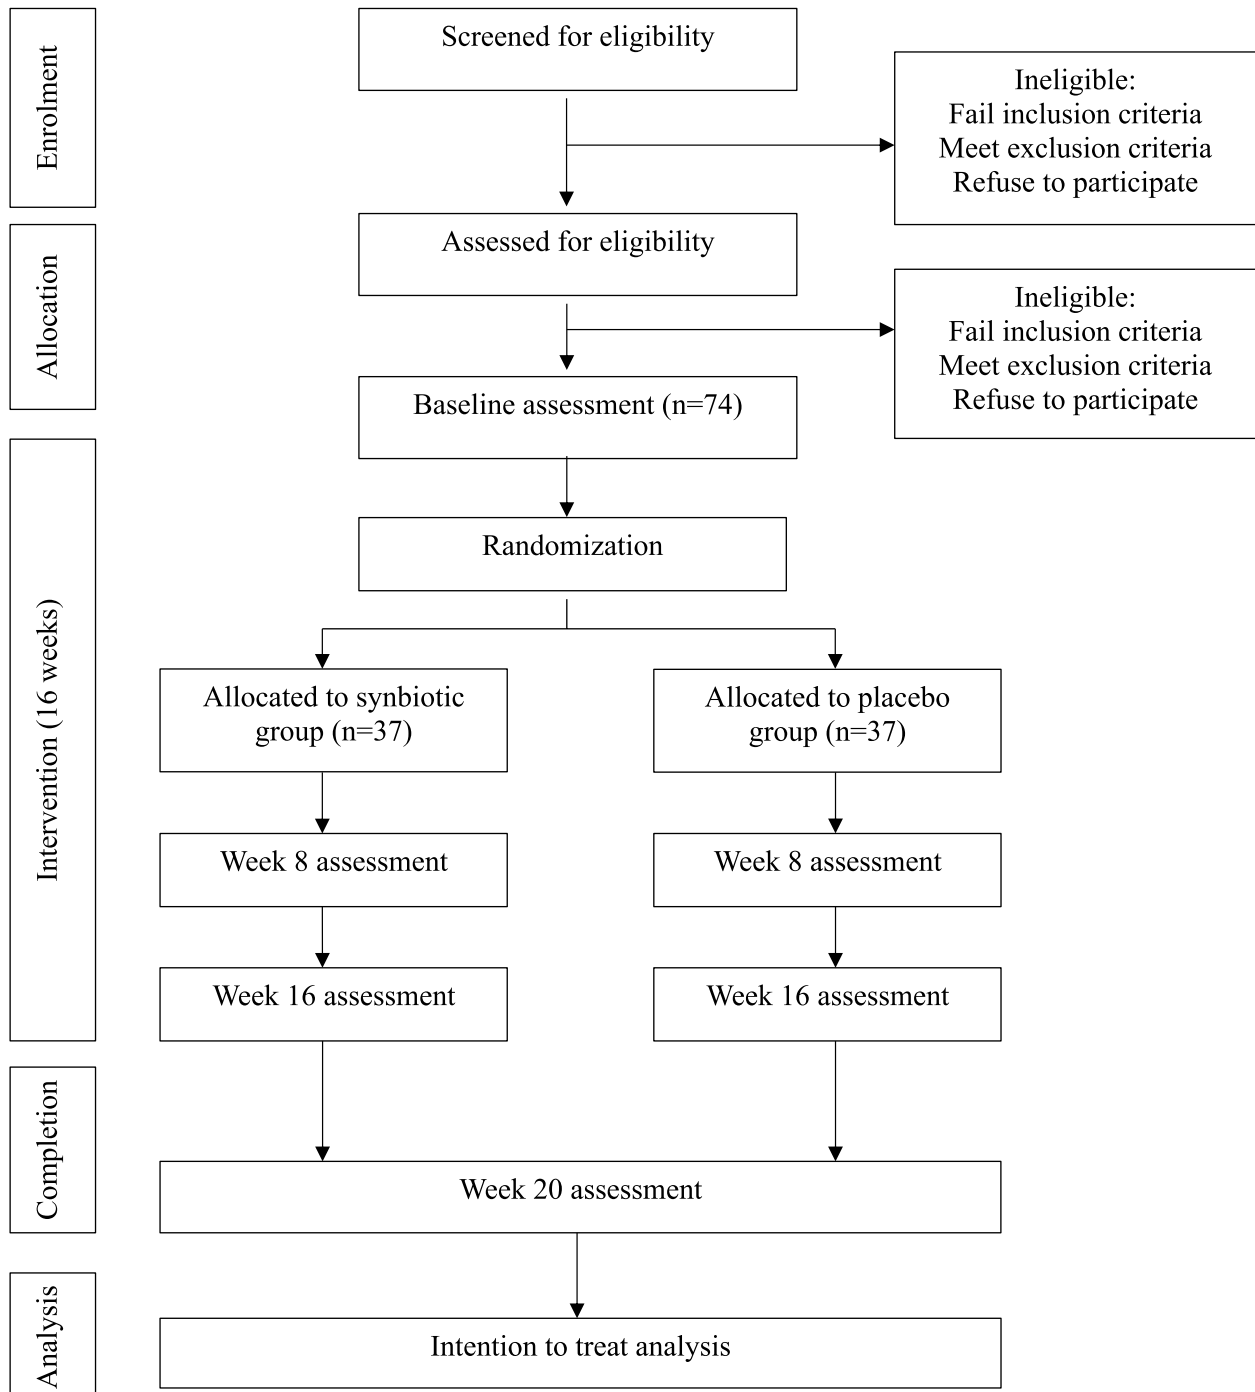 Enrolment
Screened for eligibility
Ineligible:
Fail inclusion criteria
Meet exclusion criteria
Refuse to participate
Allocation
Assessed for eligibility
Ineligible:
Fail inclusion criteria
Meet exclusion criteria
Refuse to participate
Baseline assessment (n=74)
Intervention (16 weeks)
Randomization
Allocated to synbiotic
group (n=37)
Allocated to placebo
group (n=37)
Week 8 assessment
Week 8 assessment
Week 16 assessment
Week 16 assessment
Completion
Week 20 assessment
Analysis
Intention to treat analysis